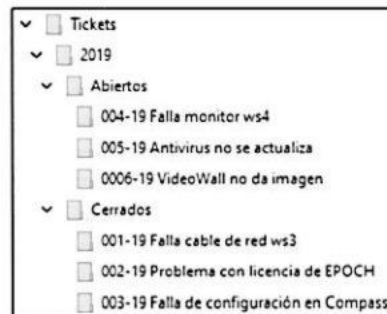 Tickets
2019
Abiertos
004-19 Falla monitor ws4
005-19 Antivirus no se actualiza
0006-19 VideoWall no da imagen
Cerrados
001-19 Falla cable de red ws3
002-19 Problema con licencia de EPOCH
003-19 Falla de configuración en Compass